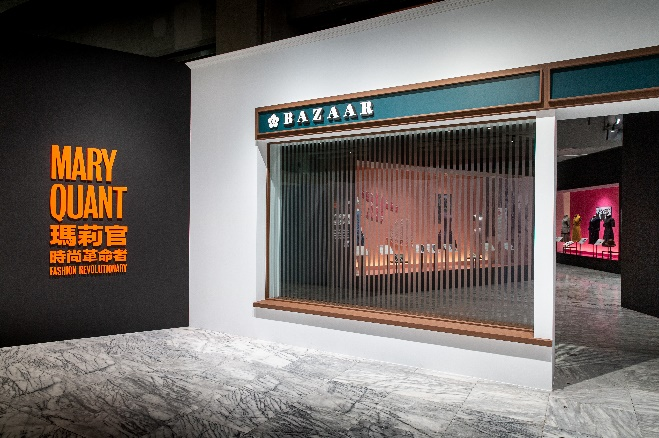 MARY
QUANT
瑪莉官
時尚革命者
FASHION REVOLUTIONARY
BAZAAR